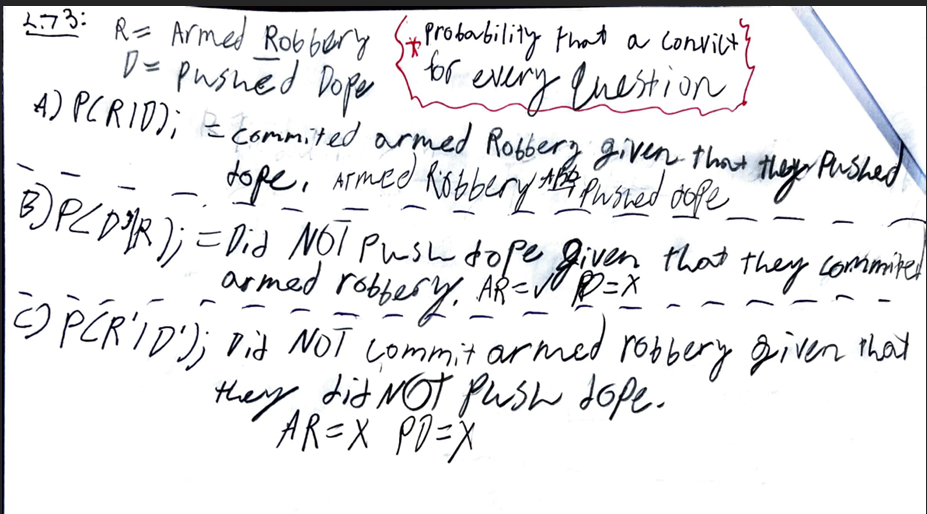 2.73:
R= Armed Robbery
D= Pushed Dope
* Probability that a convict
for every Question
A) P(R|D); = commited armed Robbery given that they Pushed
dope. Armed Robbery Pushed dope
B) P(D'|R); = Did NOT Push dope given that they commited
armed robbery. AR=✓ PD=X
C) P(R'|D'); Did NOT commit armed robbery given that
they did NOT Push dope.
AR=X PD=X